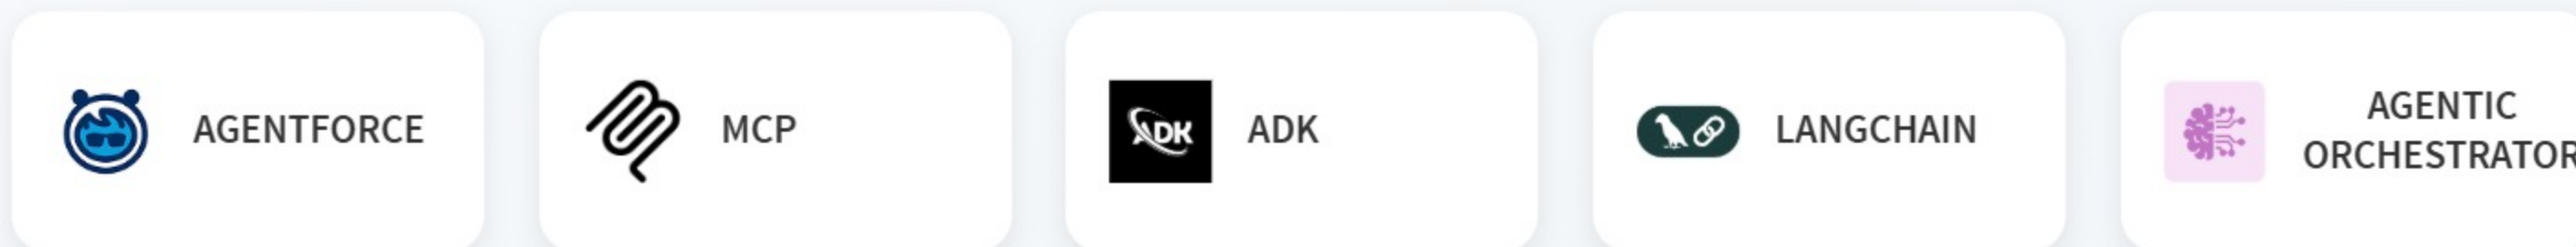 AGENTFORCE
MCP
ADK
ADK
LANGCHAIN
AGENTIC
ORCHESTRATOR